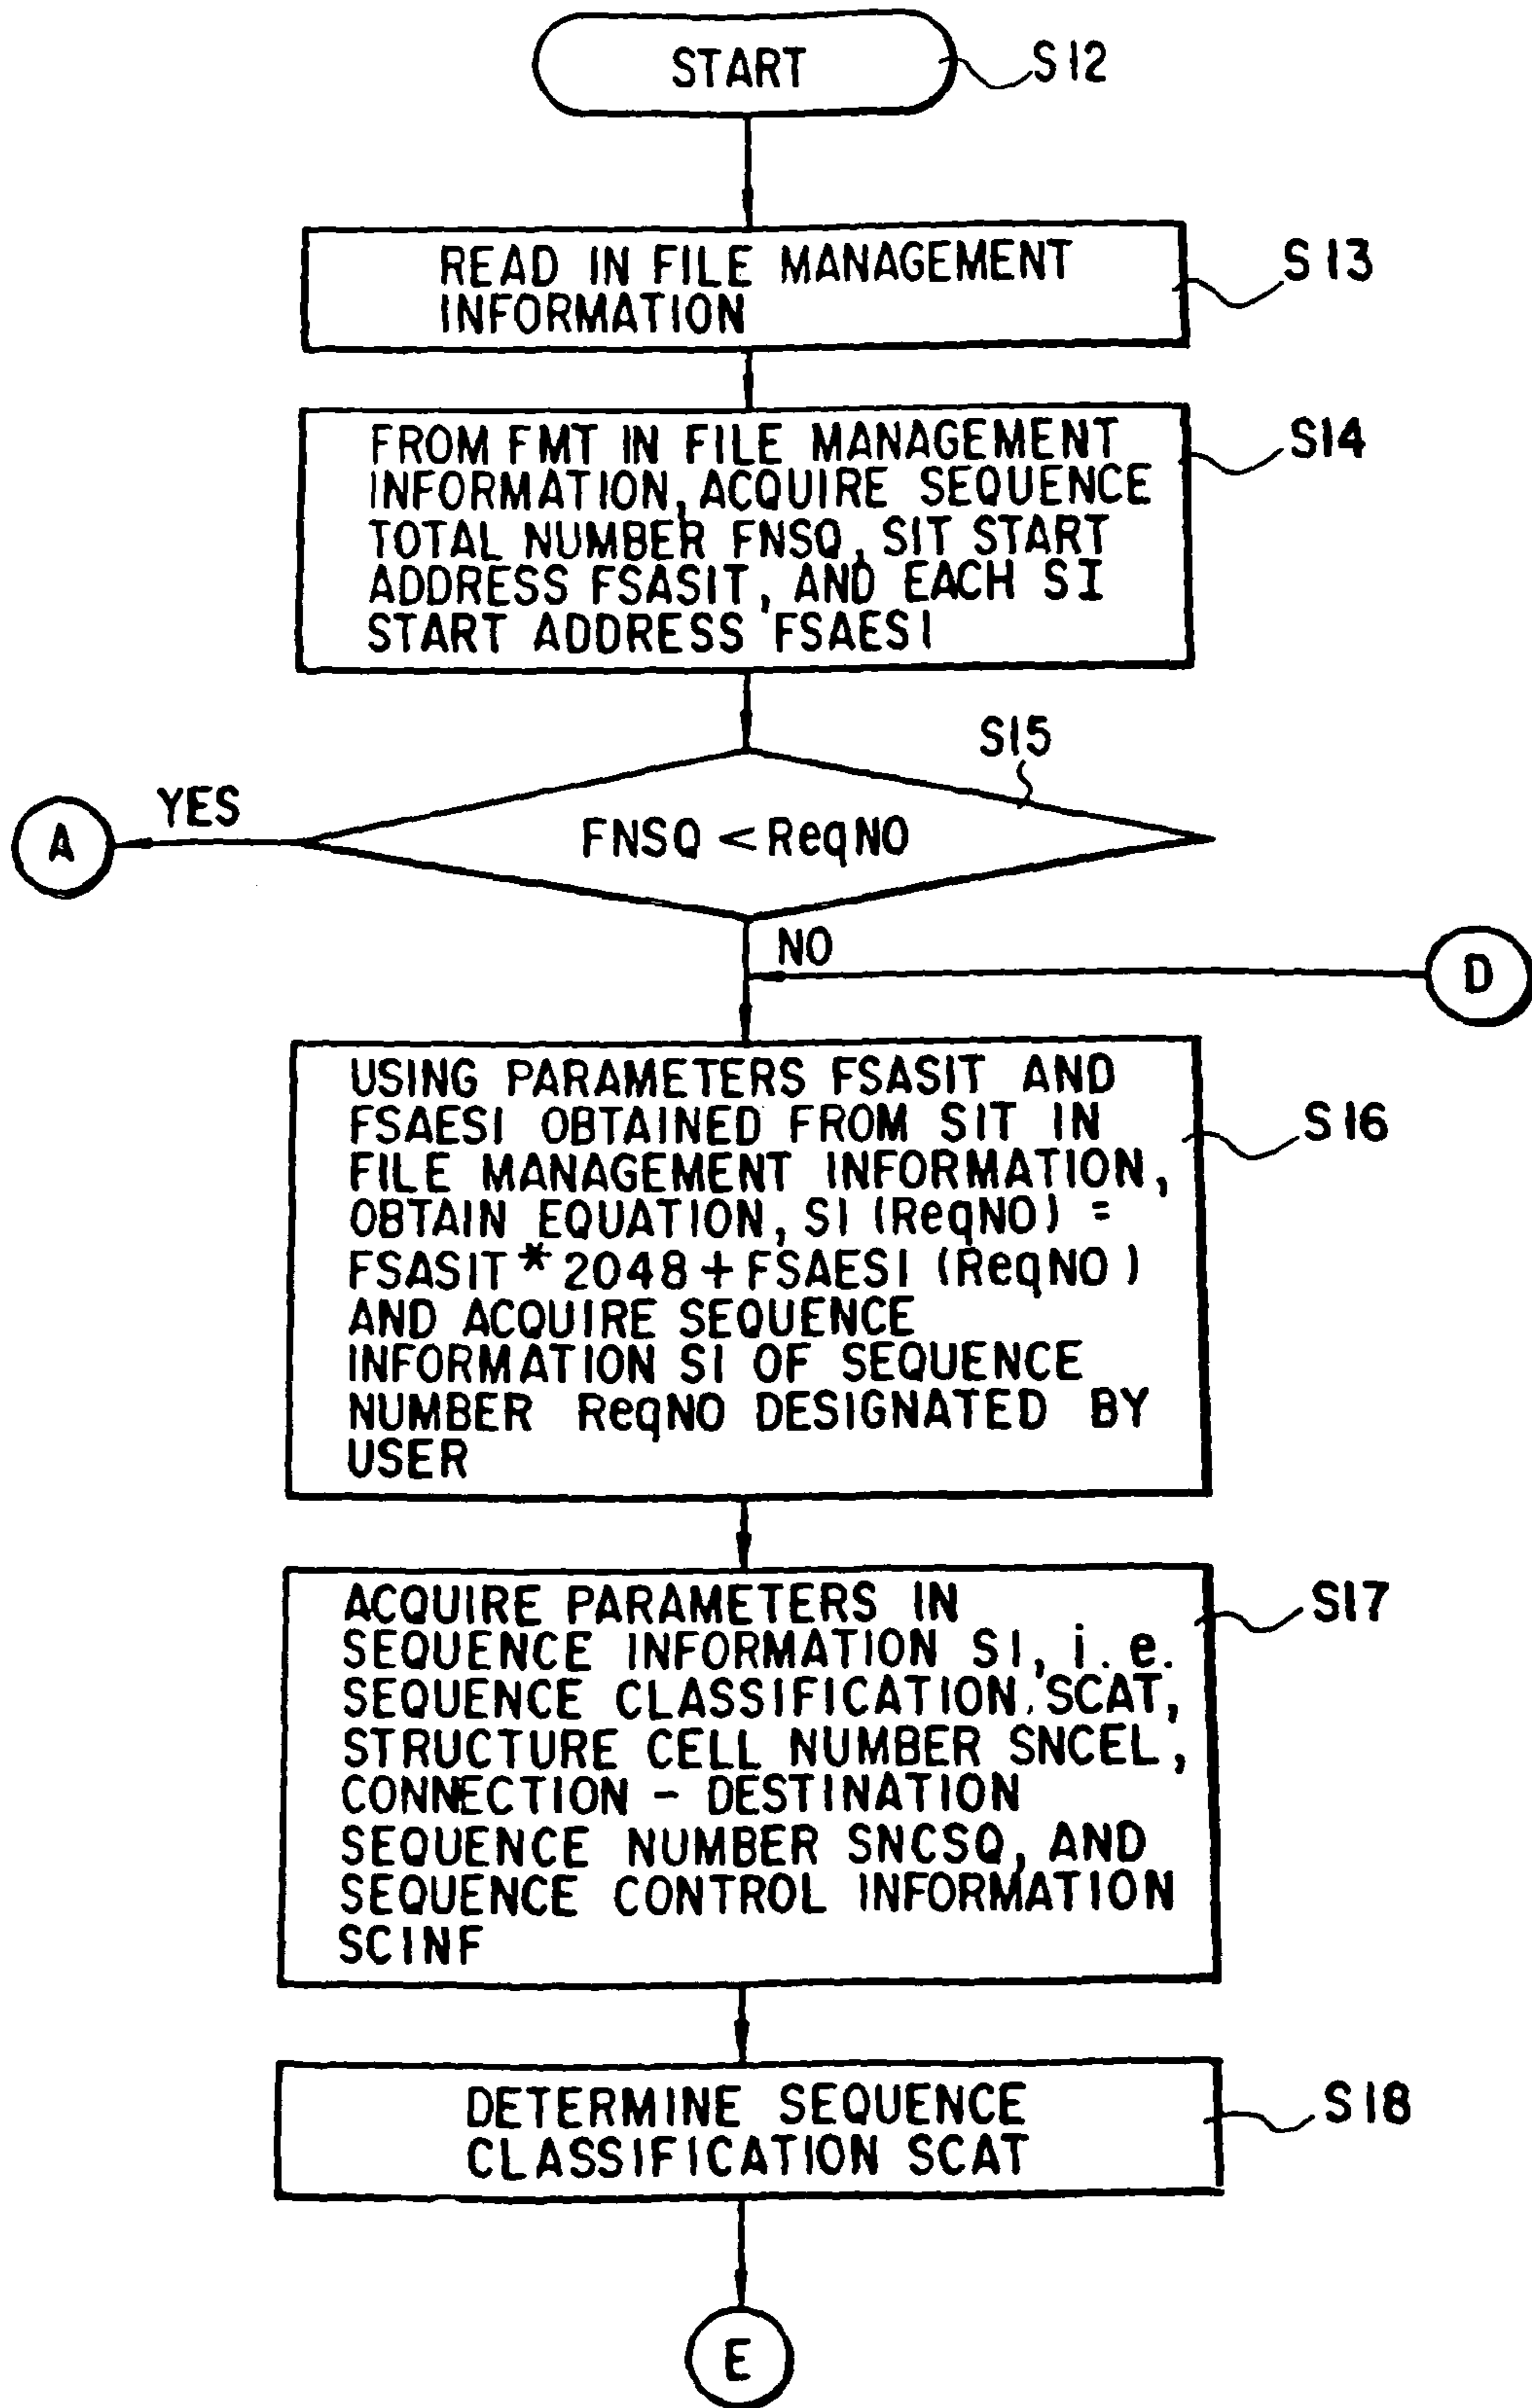 START
S12
READ IN FILE MANAGEMENT
INFORMATION
S13
FROM FMT IN FILE MANAGEMENT
INFORMATION, ACQUIRE SEQUENCE
TOTAL NUMBER FNSQ, SIT START
ADDRESS FSASIT, AND EACH SI
START ADDRESS FSAESI
S14
S15
YES
A
FNSQ < ReqNO
NO
D
USING PARAMETERS FSASIT AND
FSAESI OBTAINED FROM SIT IN
FILE MANAGEMENT INFORMATION,
OBTAIN EQUATION, SI (ReqNO) =
FSASIT * 2048 + FSAESI (ReqNO)
AND ACQUIRE SEQUENCE
INFORMATION SI OF SEQUENCE
NUMBER ReqNO DESIGNATED BY
USER
S16
ACQUIRE PARAMETERS IN
SEQUENCE INFORMATION SI, i.e.
SEQUENCE CLASSIFICATION, SCAT,
STRUCTURE CELL NUMBER SNCEL,
CONNECTION - DESTINATION
SEQUENCE NUMBER SNCSQ, AND
SEQUENCE CONTROL INFORMATION
SCINF
S17
DETERMINE SEQUENCE
CLASSIFICATION SCAT
S18
E